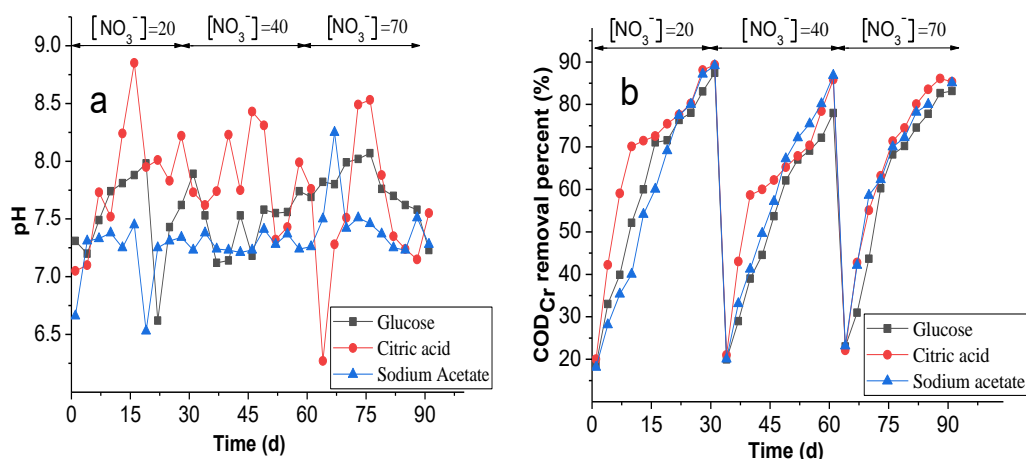 [NO3-]=20 [NO3-]=40 [NO3-]=70
a
9.0
8.5
8.0
7.5
7.0
6.5
pH
Glucose
Citric acid
Sodium Acetate
0 15 30 45 60 75 90
Time (d)
[NO3-]=20 [NO3-]=40 [NO3-]=70
b
90
80
70
60
50
40
30
20
CODCr removal percent (%)
Glucose
Citric acid
Sodium acetate
0 15 30 45 60 75 90
Time (d)